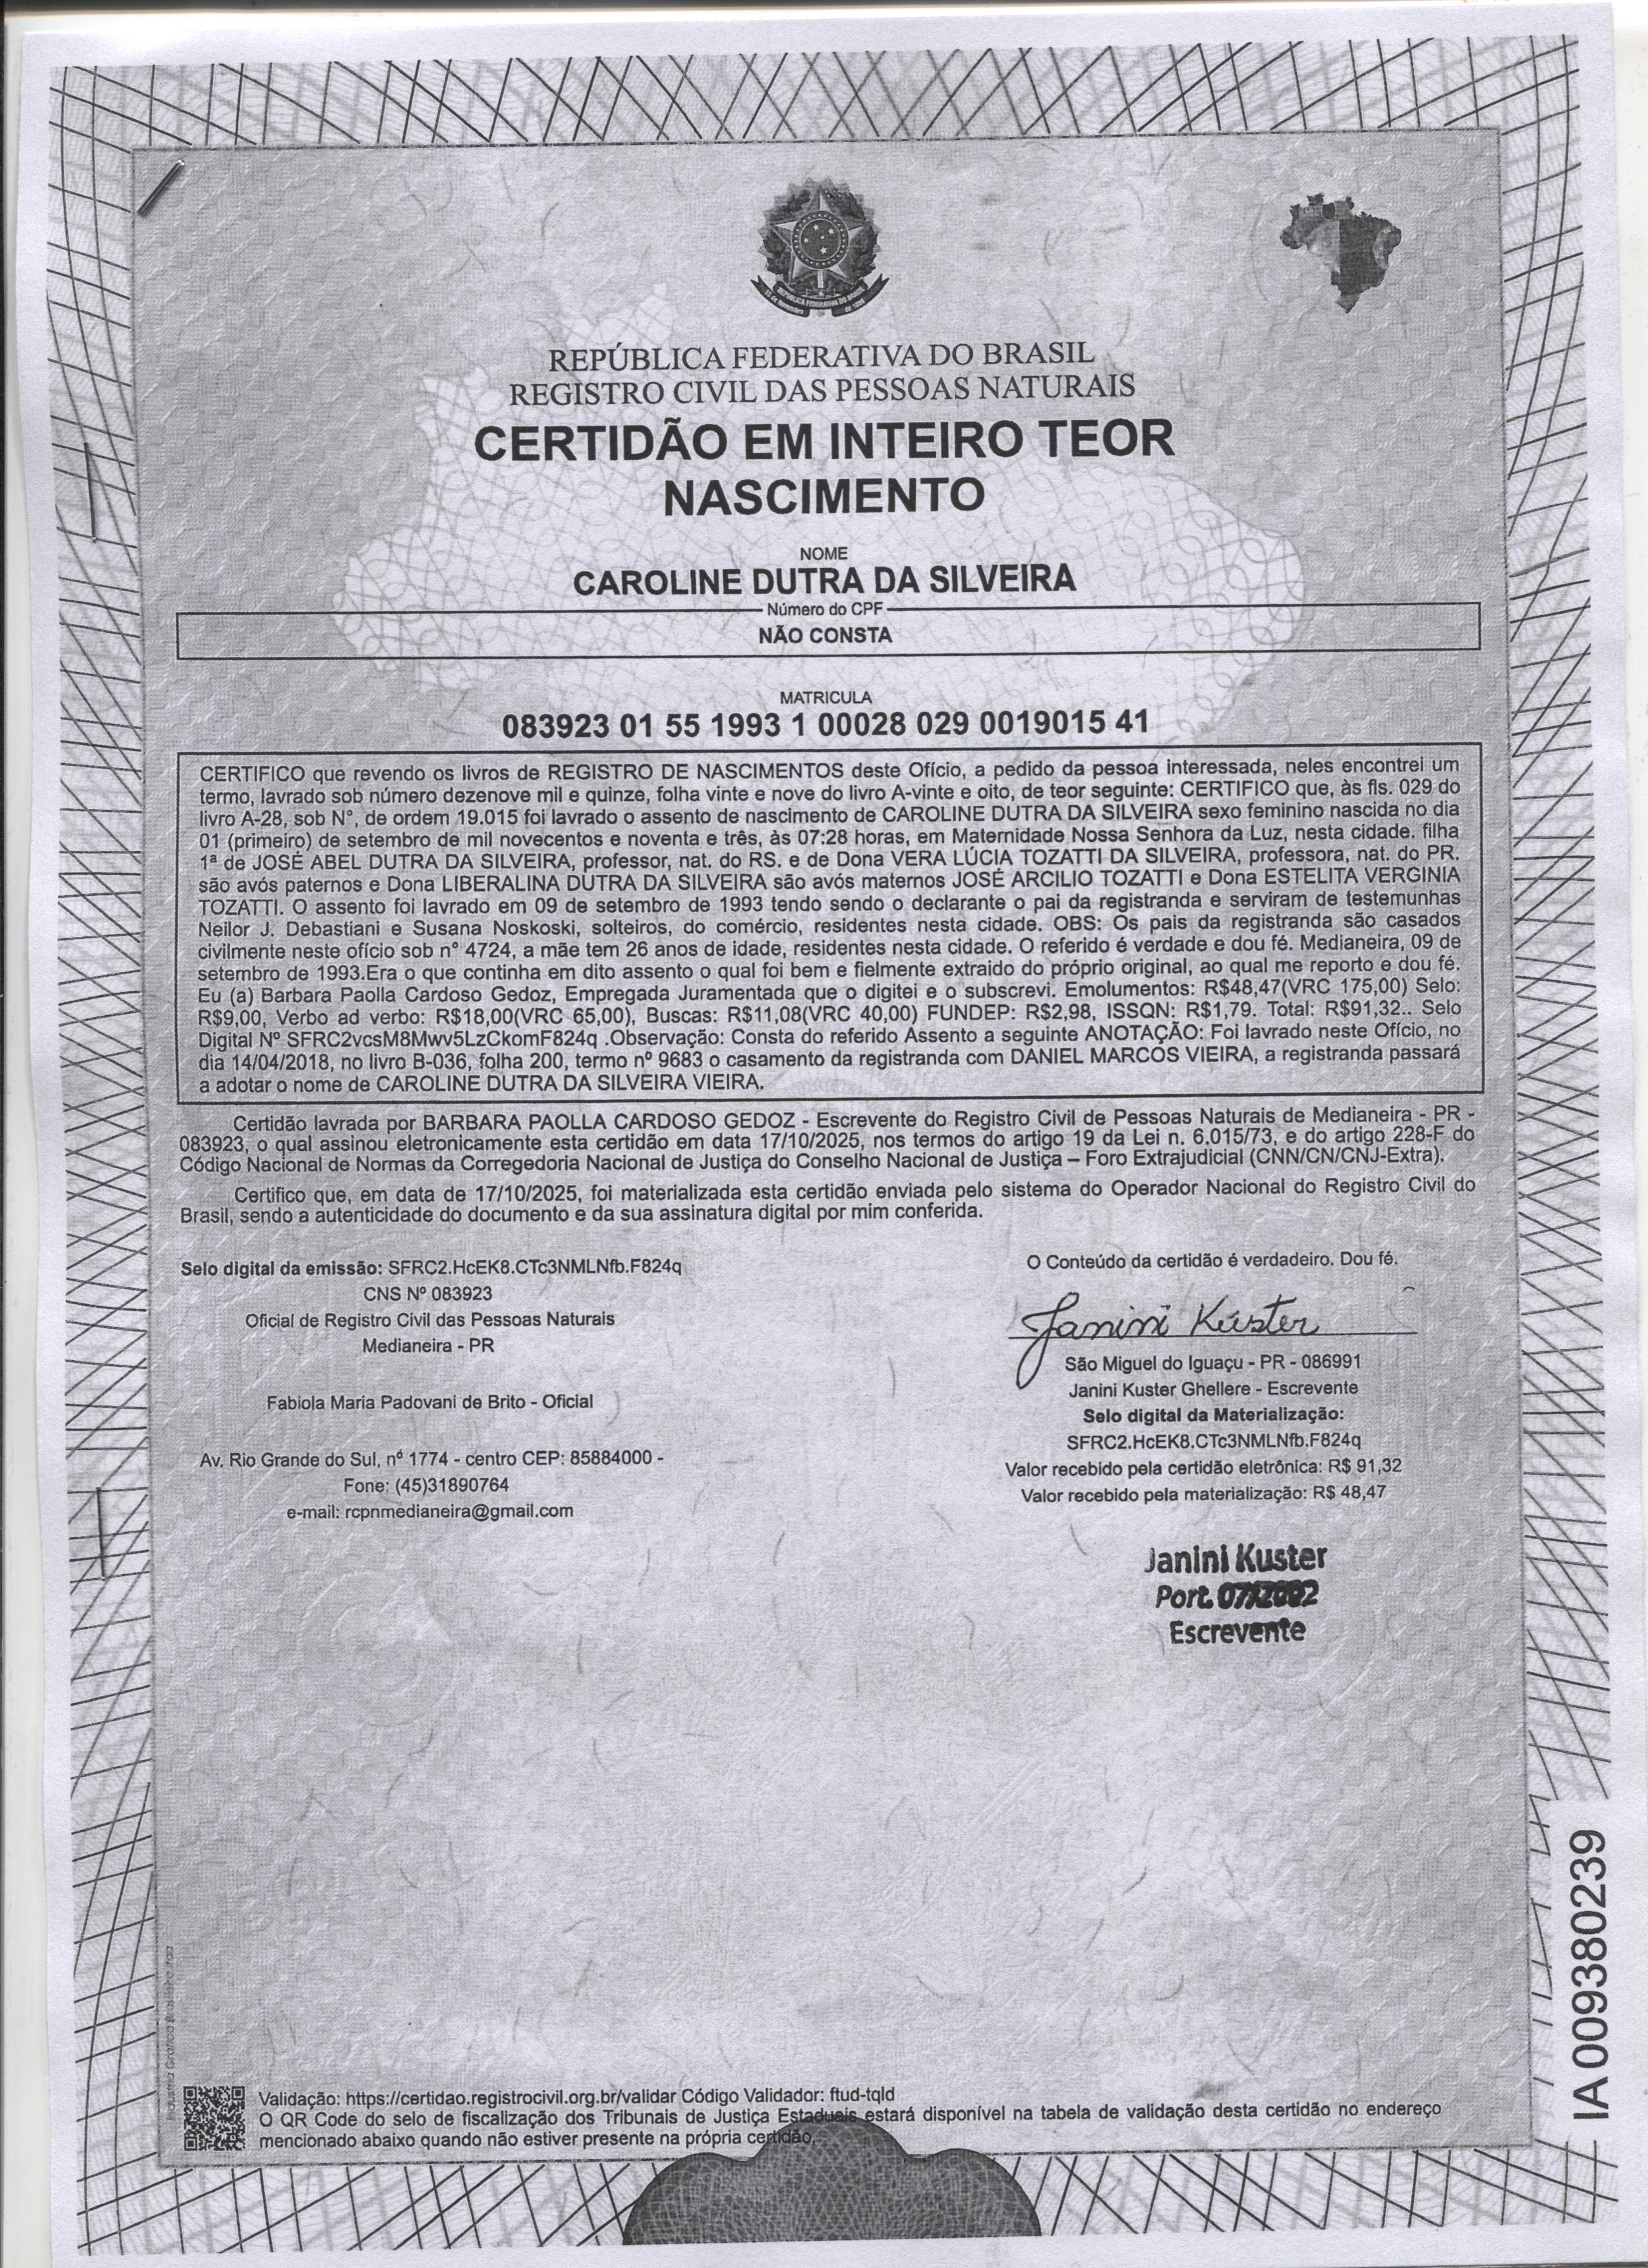 REPÚBLICA FEDERATIVA DO BRASIL
REGISTRO CIVIL DAS PESSOAS NATURAIS
CERTIDÃO EM INTEIRO TEOR
NASCIMENTO
NOME
CAROLINE DUTRA DA SILVEIRA
Número do CPF
NÃO CONSTA
MATRICULA
083923 01 55 1993 1 00028 029 0019015 41
CERTIFICO que revendo os livros de REGISTRO DE NASCIMENTOS deste Ofício, a pedido da pessoa interessada, neles encontrei um
termo, lavrado sob número dezenove mil e quinze, folha vinte e nove do livro A-vinte e oito, de teor seguinte: CERTIFICO que, às fls. 029 do
livro A-28, sob N°, de ordem 19.015 foi lavrado o assento de nascimento de CAROLINE DUTRA DA SILVEIRA sexo feminino nascida no dia
01 (primeiro) de setembro de mil novecentos e noventa e três, às 07:28 horas, em Maternidade Nossa Senhora da Luz, nesta cidade. filha
1ª de JOSÉ ABEL DUTRA DA SILVEIRA, professor, nat. do RS. e de Dona VERA LÚCIA TOZATTI DA SILVEIRA, professora, nat. do PR.
são avós paternos e Dona LIBERALINA DUTRA DA SILVEIRA são avós maternos JOSÉ ARCILIO TOZATTI e Dona ESTELITA VERGINIA
TOZATTI. O assento foi lavrado em 09 de setembro de 1993 tendo sendo o declarante o pai da registranda e serviram de testemunhas
Neilor J. Debastiani e Susana Noskoski, solteiros, do comércio, residentes nesta cidade. OBS: Os pais da registranda são casados
civilmente neste ofício sob n° 4724, a mãe tem 26 anos de idade, residentes nesta cidade. O referido é verdade e dou fé. Medianeira, 09 de
setembro de 1993.Era o que continha em dito assento o qual foi bem e fielmente extraido do próprio original, ao qual me reporto e dou fé.
Eu (a) Barbara Paolla Cardoso Gedoz, Empregada Juramentada que o digitei e o subscrevi. Emolumentos: R$48,47(VRC 175,00) Selo:
R$9,00, Verbo ad verbo: R$18,00(VRC 65,00), Buscas: R$11,08(VRC 40,00) FUNDEP: R$2,98, ISSQN: R$1,79. Total: R$91,32.. Selo
Digital Nº SFRC2vcsM8Mwv5LzCkomF824q .Observação: Consta do referido Assento a seguinte ANOTAÇÃO: Foi lavrado neste Ofício, no
dia 14/04/2018, no livro B-036, folha 200, termo nº 9683 o casamento da registranda com DANIEL MARCOS VIEIRA, a registranda passará
a adotar o nome de CAROLINE DUTRA DA SILVEIRA VIEIRA.
Certidão lavrada por BARBARA PAOLLA CARDOSO GEDOZ - Escrevente do Registro Civil de Pessoas Naturais de Medianeira - PR -
083923, o qual assinou eletronicamente esta certidão em data 17/10/2025, nos termos do artigo 19 da Lei n. 6.015/73, e do artigo 228-F do
Código Nacional de Normas da Corregedoria Nacional de Justiça do Conselho Nacional de Justiça – Foro Extrajudicial (CNN/CN/CNJ-Extra).
Certifico que, em data de 17/10/2025, foi materializada esta certidão enviada pelo sistema do Operador Nacional do Registro Civil do
Brasil, sendo a autenticidade do documento e da sua assinatura digital por mim conferida.
Selo digital da emissão: SFRC2.HcEK8.CTc3NMLNfb.F824q
CNS Nº 083923
Oficial de Registro Civil das Pessoas Naturais
Medianeira - PR
Fabiola Maria Padovani de Brito - Oficial
Av. Rio Grande do Sul, nº 1774 - centro CEP: 85884000 -
Fone: (45)31890764
e-mail: rcpnmedianeira@gmail.com
O Conteúdo da certidão é verdadeiro. Dou fé.
Janini Kuster
São Miguel do Iguaçu - PR - 086991
Janini Kuster Ghellere - Escrevente
Selo digital da Materialização:
SFRC2.HcEK8.CTc3NMLNfb.F824q
Valor recebido pela certidão eletrônica: R$ 91,32
Valor recebido pela materialização: R$ 48,47
Janini Kuster
Port.
Escrevente
IA 009380239
Validação: https://certidao.registrocivil.org.br/validar Código Validador: ftud-tqld
O QR Code do selo de fiscalização dos Tribunais de Justiça Estaduais estará disponível na tabela de validação desta certidão no endereço
mencionado abaixo quando não estiver presente na própria certidão.